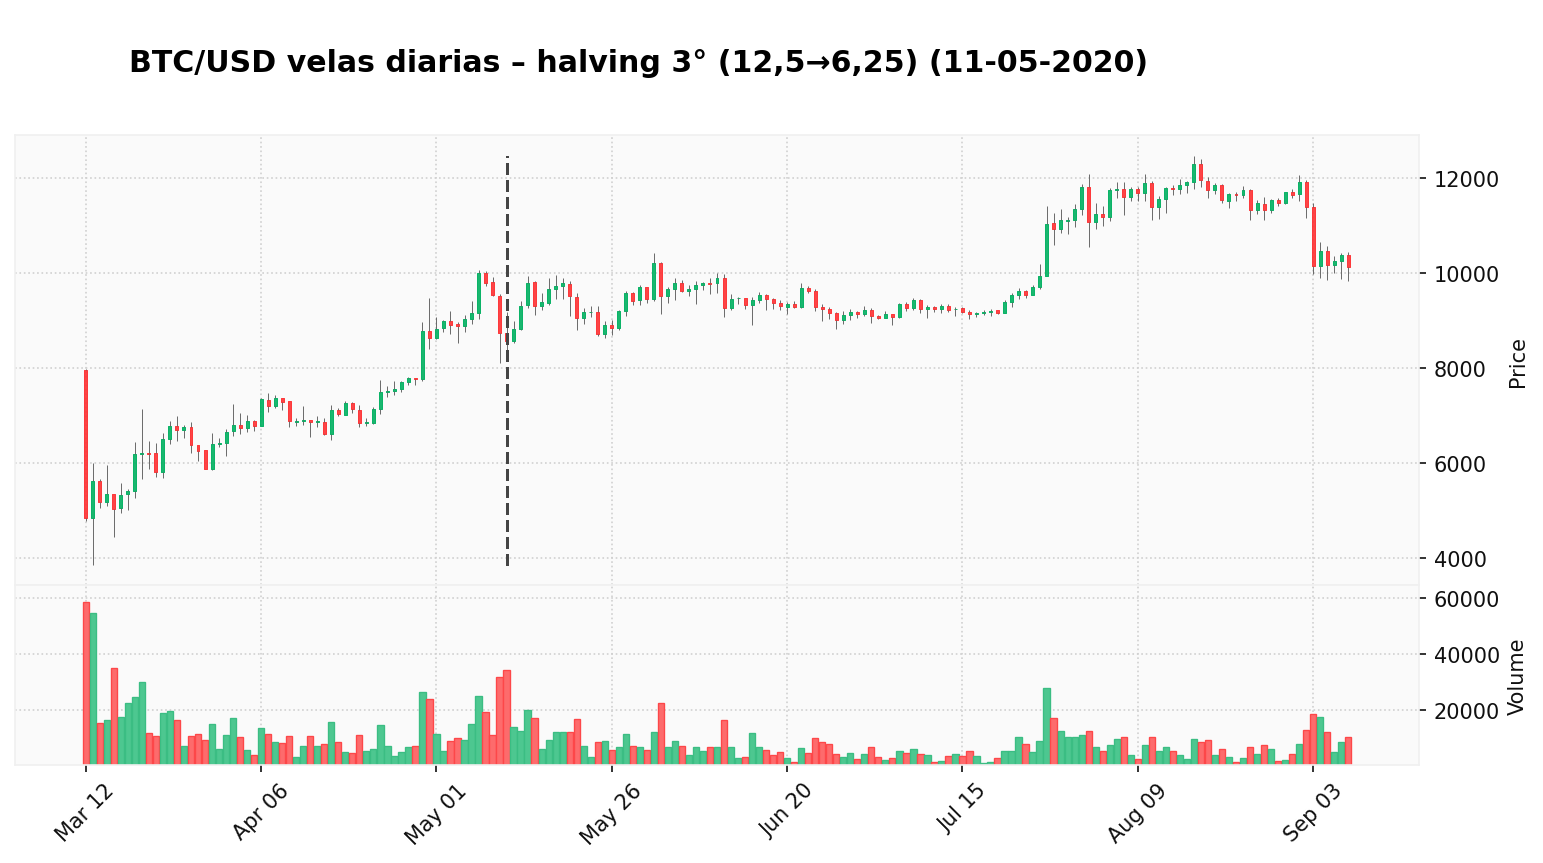 BTC/USD velas diarias – halving 3° (12,5→6,25) (11-05-2020)
12000
10000
8000
6000
4000
Price
60000
40000
20000
Volume
Mar 12
Apr 06
May 01
May 26
Jun 20
Jul 15
Aug 09
Sep 03